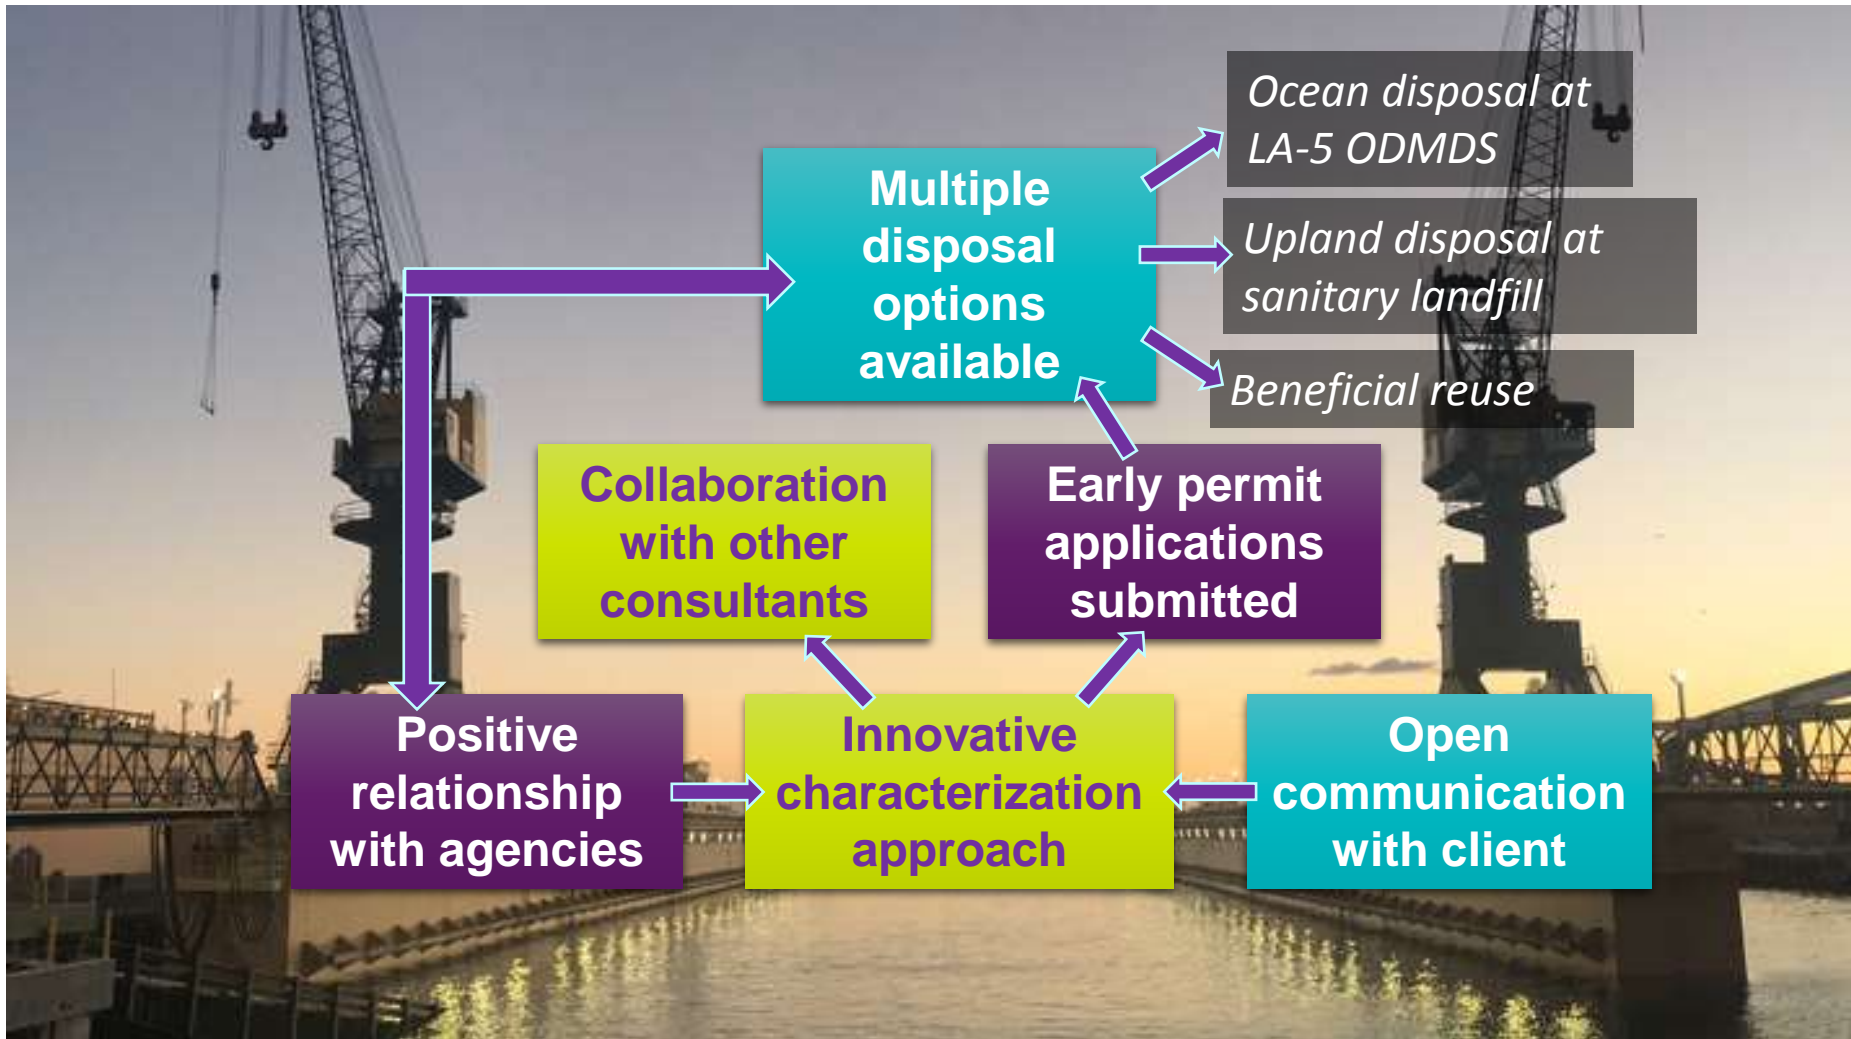 Multiple
disposal
options
available
Ocean disposal at
LA-5 ODMDS
Upland disposal at
sanitary landfill
Beneficial reuse
Collaboration
with other
consultants
Early permit
applications
submitted
Positive
relationship
with agencies
Innovative
characterization
approach
Open
communication
with client